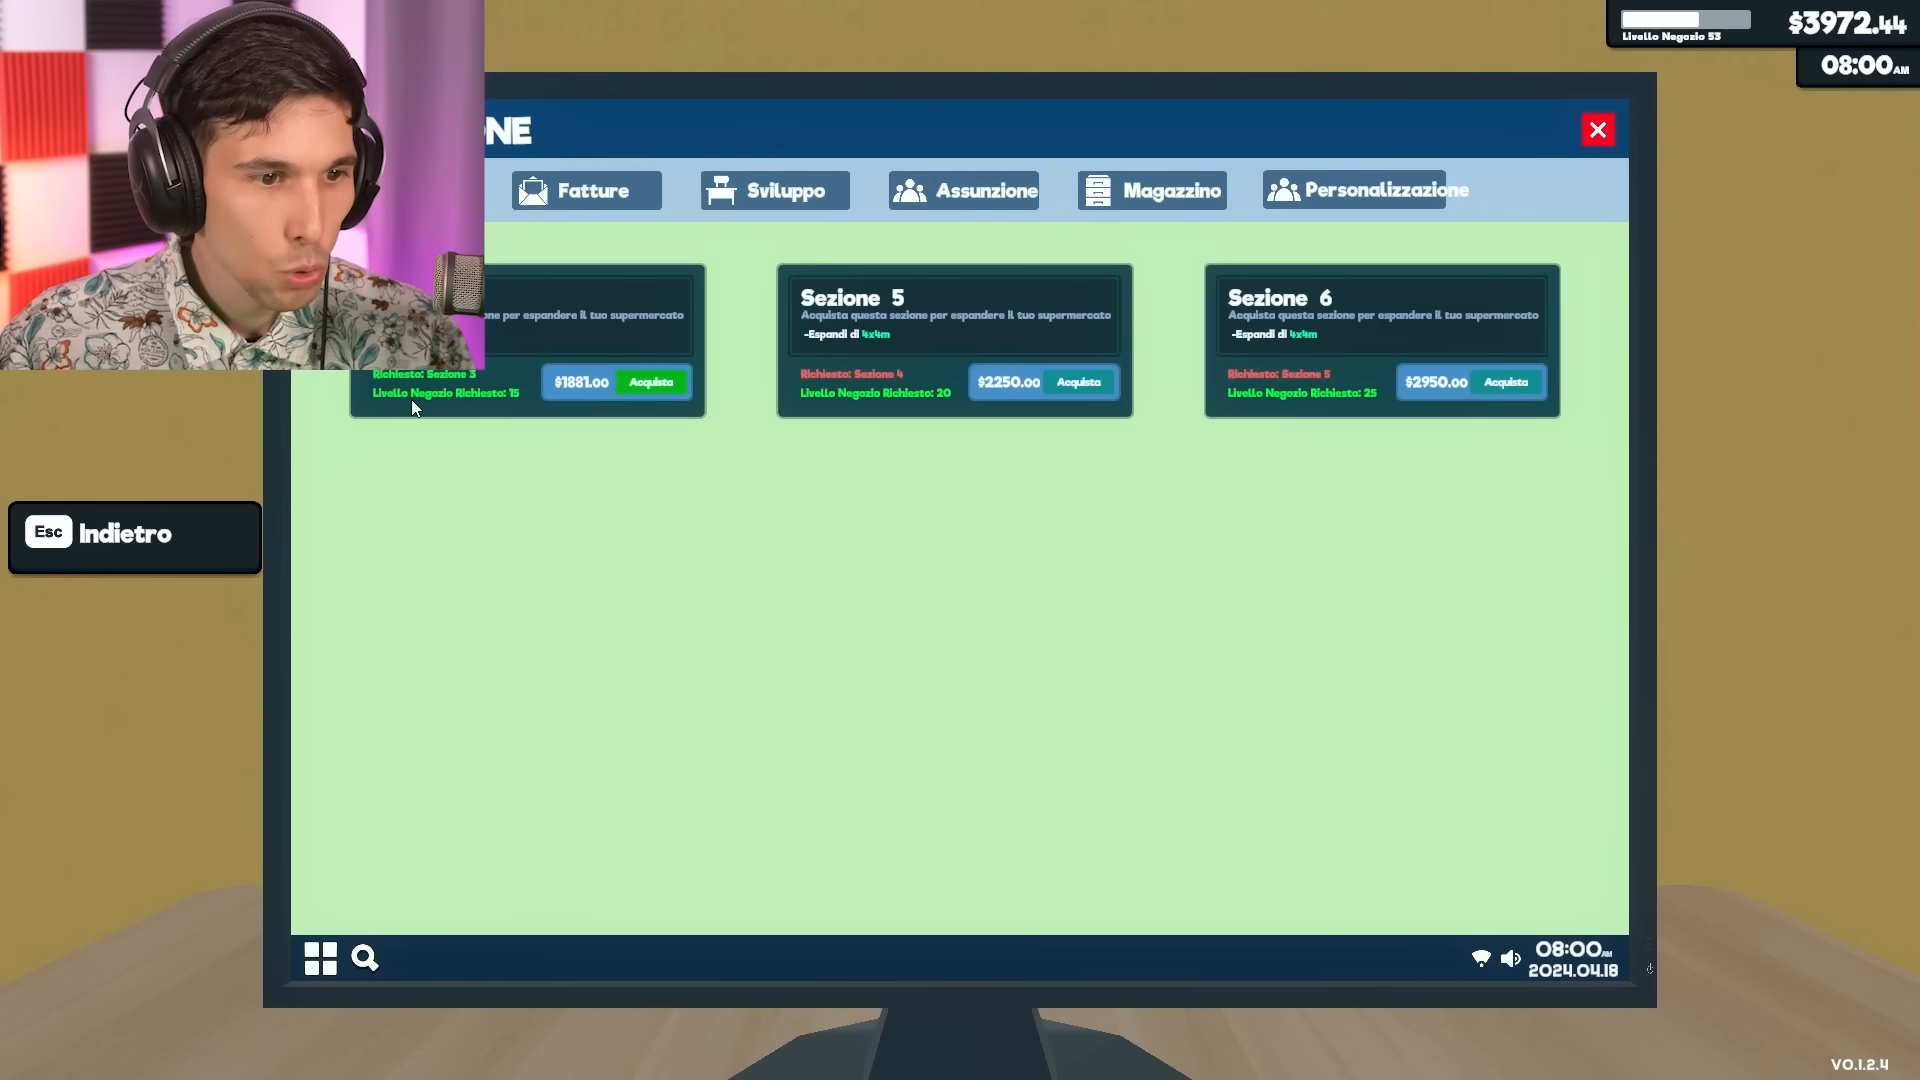 $3972.44
Livello Negozio 53
08:00AM
NE
Fatture
Sviluppo
Assunzione
Magazzino
Personalizzazione
ne per espandere il tuo supermercato
Richiesto: Sezione 3
Livello Negozio Richiesto: 15
$1881.00
Acquista
Sezione 5
Acquista questa sezione per espandere il tuo supermercato
-Espandi di 4x4m
Richiesto: Sezione 4
Livello Negozio Richiesto: 20
$2250.00
Acquista
Sezione 6
Acquista questa sezione per espandere il tuo supermercato
-Espandi di 4x4m
Richiesto: Sezione 5
Livello Negozio Richiesto: 25
$2950.00
Acquista
Esc Indietro
08:00AM
2024.04.18
V0.1.2.4